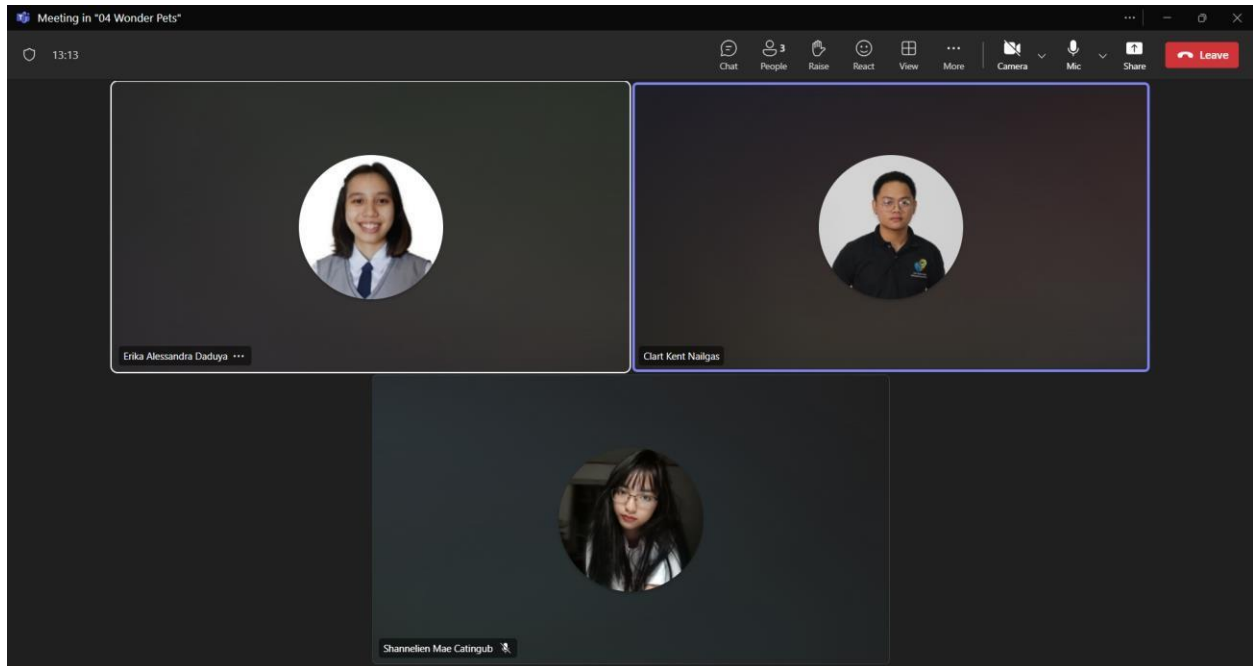 Meeting in "04 Wonder Pets"
13:13
3
Chat People Raise React View More Camera Mic Share Leave
Erika Alessandra Daduya
Clart Kent Nailgas
Shannelien Mae Catingub